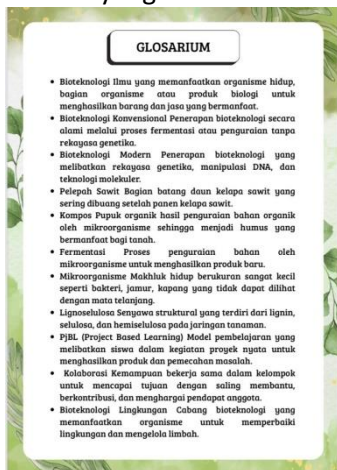 GLOSARIUM
• Bioteknologi Ilmu yang memanfaatkan organisme hidup,
bagian organisme atau produk biologi untuk
menghasilkan barang dan jasa yang bermanfaat.
• Bioteknologi Konvensional Penerapan bioteknologi secara
alami melalui proses fermentasi atau penguraian tanpa
rekayasa genetika.
• Bioteknologi Modern Penerapan bioteknologi yang
melibatkan rekayasa genetika, manipulasi DNA, dan
teknologi molekuler.
• Pelepah Sawit Bagian batang daun kelapa sawit yang
sering dibuang setelah panen kelapa sawit.
• Kompos Pupuk organik hasil penguraian bahan organik
oleh mikroorganisme sehingga menjadi humus yang
bermanfaat bagi tanah.
• Fermentasi Proses penguraian bahan oleh
mikroorganisme untuk menghasilkan produk baru.
• Mikroorganisme Makhluk hidup berukuran sangat kecil
seperti bakteri, jamur, kapang yang tidak dapat dilihat
dengan mata telanjang.
• Lignoselulosa Senyawa struktural yang terdiri dari lignin,
selulosa, dan hemiselulosa pada jaringan tanaman.
• PjBL (Project Based Learning) Model pembelajaran yang
melibatkan siswa dalam kegiatan proyek nyata untuk
menghasilkan produk dan pemecahan masalah.
• Kolaborasi Kemampuan bekerja sama dalam kelompok
untuk mencapai tujuan dengan saling membantu,
berkontribusi, dan menghargai pendapat anggota.
• Bioteknologi Lingkungan Cabang bioteknologi yang
memanfaatkan organisme untuk memperbaiki
lingkungan dan mengelola limbah.